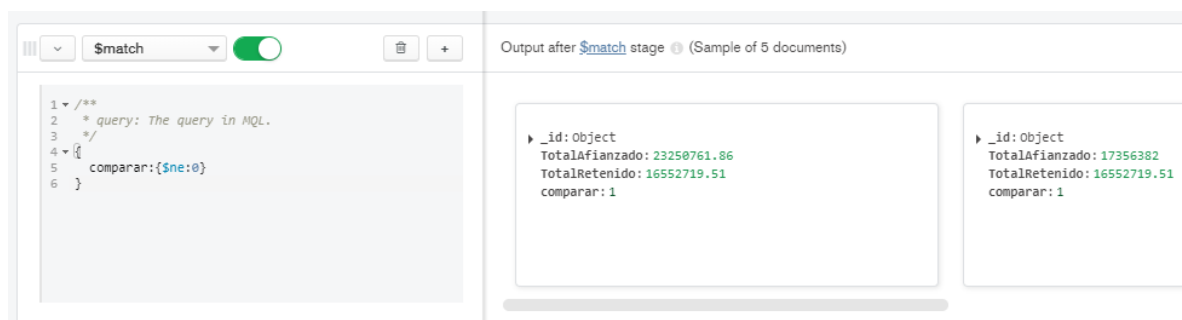 $match
+
Output after $match stage (Sample of 5 documents)
1 /**
2 * query: The query in MQL.
3 */
4 {
5 comparar:{$ne:0}
6 }
_id: Object
TotalAfianzado: 23250761.86
TotalRetenido: 16552719.51
comparar: 1
_id: Object
TotalAfianzado: 17356382
TotalRetenido: 16552719.51
comparar: 1